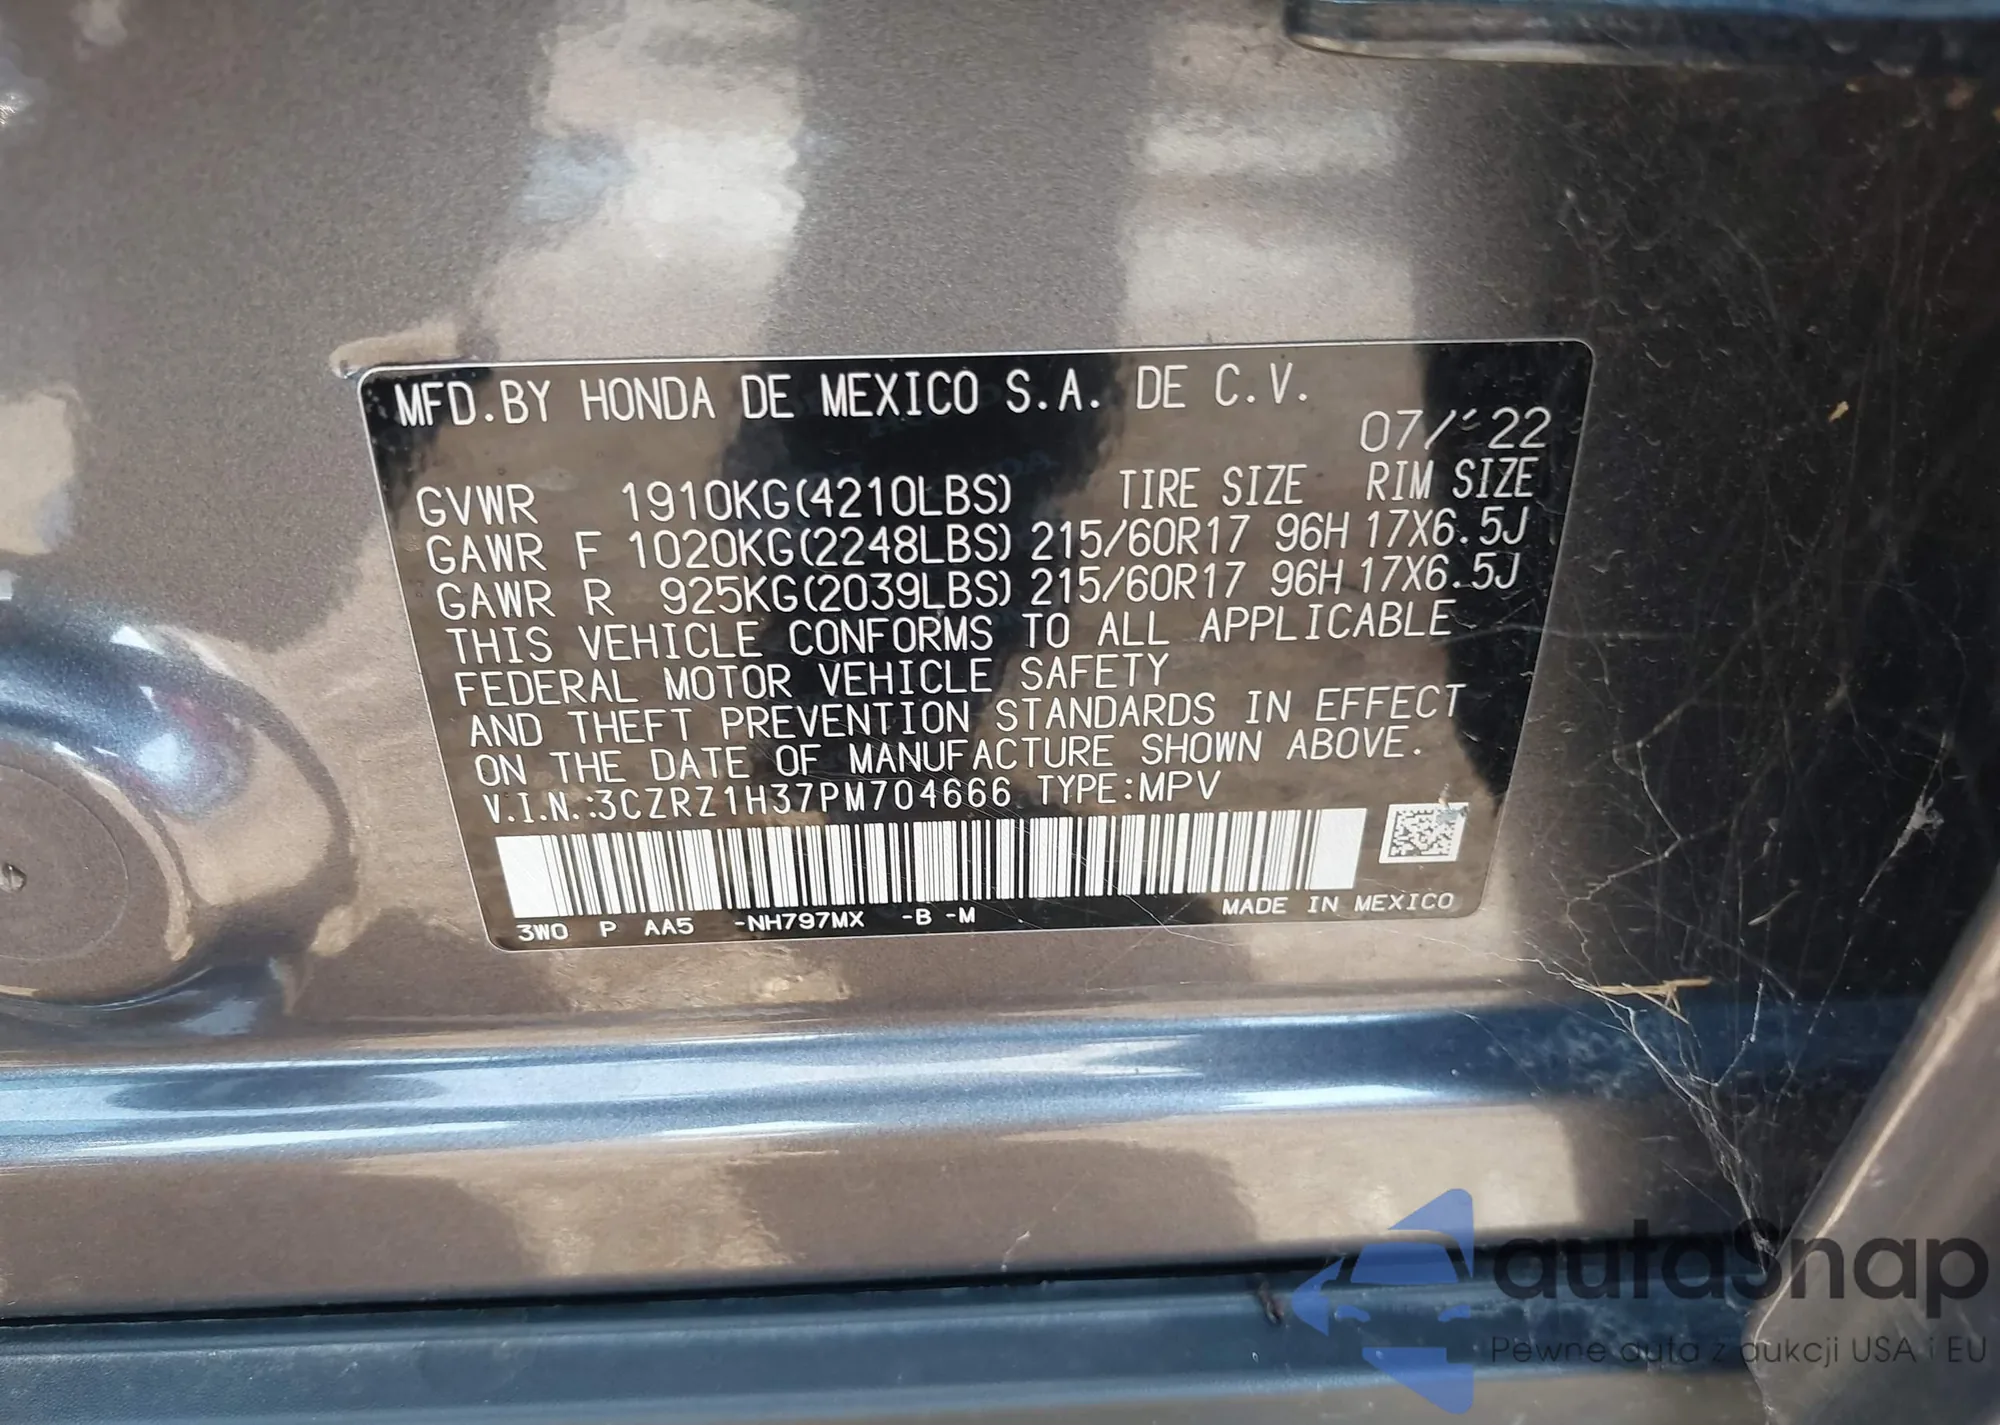 MFD.BY HONDA DE MEXICO S.A. DE C.V.
07/'22
TIRE SIZE RIM SIZE
GVWR 1910KG(4210LBS)
GAWR F 1020KG(2248LBS) 215/60R17 96H 17X6.5J
GAWR R 925KG(2039LBS) 215/60R17 96H 17X6.5J
THIS VEHICLE CONFORMS TO ALL APPLICABLE
FEDERAL MOTOR VEHICLE SAFETY
AND THEFT PREVENTION STANDARDS IN EFFECT
ON THE DATE OF MANUFACTURE SHOWN ABOVE.
V.I.N.:3CZRZ1H37PM704666 TYPE:MPV
3W0 P AA5 -NH797MX -B -M MADE IN MEXICO
autaSnap
Pewne auta z aukcji USA i EU